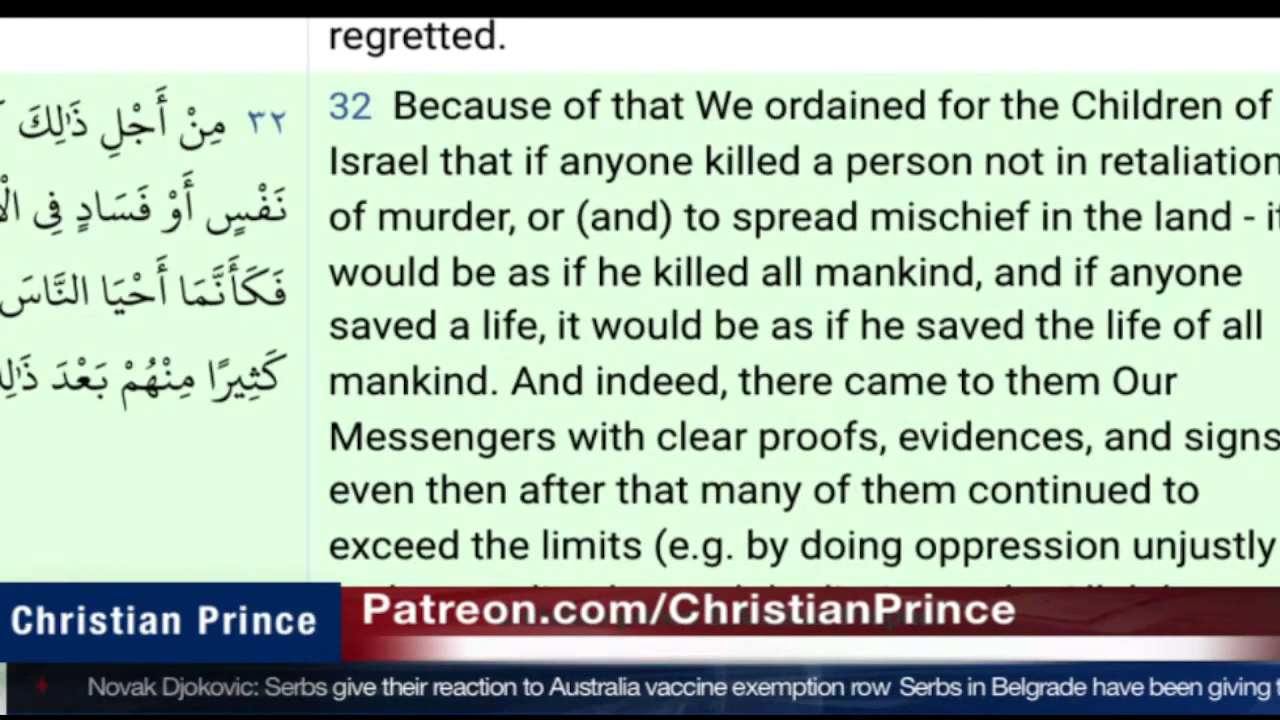 regretted.
٣٢ مِنْ أَجْلِ ذَٰلِكَ
نَفْسٍ أَوْ فَسَادٍ فِى
فَكَأَنَّمَا أَحْيَا النَّاسَ
كَثِيرًا مِنْهُمْ بَعْدَ
32 Because of that We ordained for the Children of
Israel that if anyone killed a person not in retaliation
of murder, or (and) to spread mischief in the land -
would be as if he killed all mankind, and if anyone
saved a life, it would be as if he saved the life of all
mankind. And indeed, there came to them Our
Messengers with clear proofs, evidences, and signs
even then after that many of them continued to
exceed the limits (e.g. by doing oppression unjustly
Christian Prince
Patreon.com/ChristianPrince
Novak Djokovic: Serbs give their reaction to Australia vaccine exemption row Serbs in Belgrade have been giving